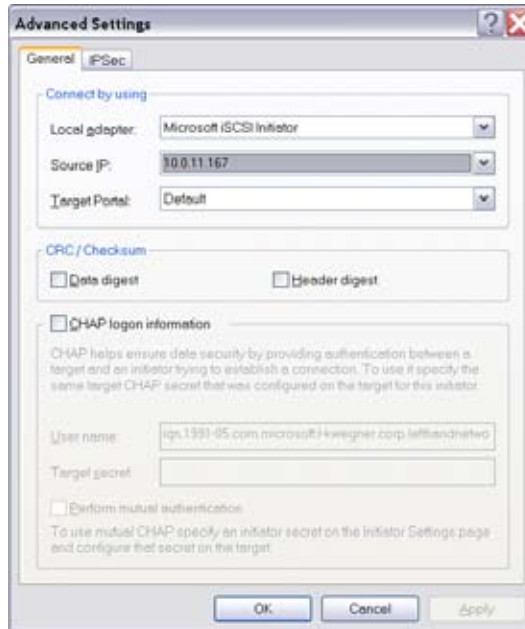 Advanced Settings
General IPSec
Connect by using
Local adapter: Microsoft iSCSI Initiator
Source IP: 10.0.11.167
Target Portal: Default
CRC / Checksum
Data digest Header digest
CHAP logon information
CHAP helps ensure data security by providing authentication between a
target and an initiator trying to establish a connection. To use it specify the
same target CHAP secret that was configured on the target for this initiator.
User name:
Target secret:
Perform mutual authentication
To use mutual CHAP specify an initiator secret on the Initiator Settings page
and configure that secret on the target.
OK Cancel Apply